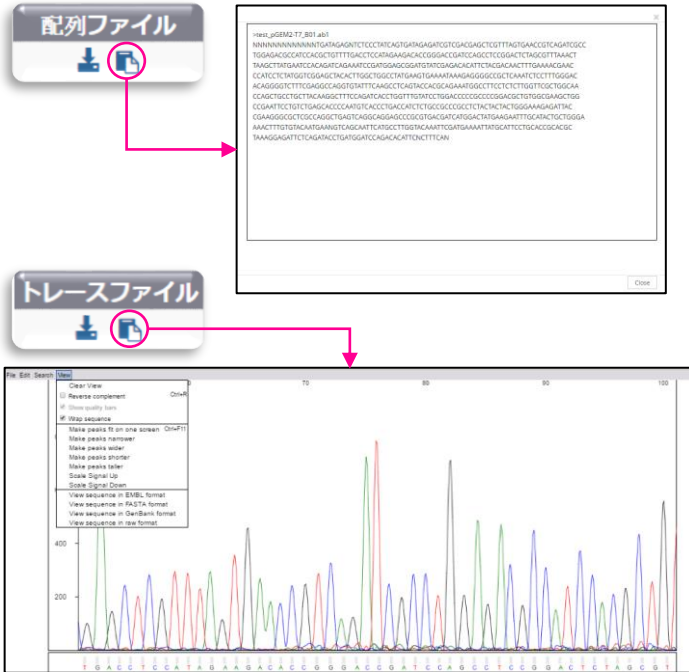 配列ファイル
>test_pGEM2-T7_B01.ab1
NNNNNNNNNNNNNTGATAGAGNTCTCCCTATCAGTGATAGAGATCGTCGACGAGCTCGTTTAGTGAACCGTCAGATCGCC
TGGAGACGCCATCCACGCTGTTTTGACCTCCATAGAAGACACCGGGACCGATCCAGCCTCCGGACTCTAGCGTTTAAACT
TAAGCTTATGAATCCACAGATCAGAAATCCGATGGAGCGGATGTATCGAGACACATTCTACGACAACTTTGAAAACGAAC
CCATCCTCTATGGTCGGAGCTACACTTGGCTGGCCTATGAAGTGAAAATAAAGAGGGGCCGCTCAAATCTCCTTTGGGAC
ACAGGGGTCTTTCGAGGCCAGGTGTATTTCAAGCCTCAGTACCACGCAGAAATGGCCTTCCTCTCTTGGTTCGCTGGCAA
CCAGCTGCCTGCTTACAAGGCTTTCCAGATCACCTGGTTTGTATCCTGGACCCCCGCCCCGGACGCTGTGGCGAAGCTGG
CCGAATTCCTGTCTGAGCACCCCAATGTCACCCTGACCATCTCTGCCGCCCGCCTCTACTACTACTGGGAAAGAGATTAC
CGAAGGGCGCTCGCCAGGCTGAGTCAGGCAGGAGCCCGCGTGACGATCATGGACTATGAAGAATTTGCATACTGCTGGGA
AAACTTTGTGTACAATGAANGTCAGCAATTCATGCCTTGGTACAAATTCGATGAAAATTATGCATTCCTGCACCGCACGC
TAAAGGAGATTCTCAGATACCTGATGGATCCAGACACATTCNCTTTCAN
Close
トレースファイル
File Edit Search View
Clear View
Reverse complement Ctrl+R
Show quality bars
Wrap sequence
Make peaks fit on one screen Ctrl+F11
Make peaks narrower
Make peaks wider
Make peaks shorter
Make peaks taller
Scale Signal Up
Scale Signal Down
View sequence in EMBL format
View sequence in FASTA format
View sequence in GenBank format
View sequence in raw format
70 80 90 100
400
200
T G A C C T C C A T A G A A G A C A C C G G G A C C G A T C C A G C C T C C G G A C T C T A G C G T